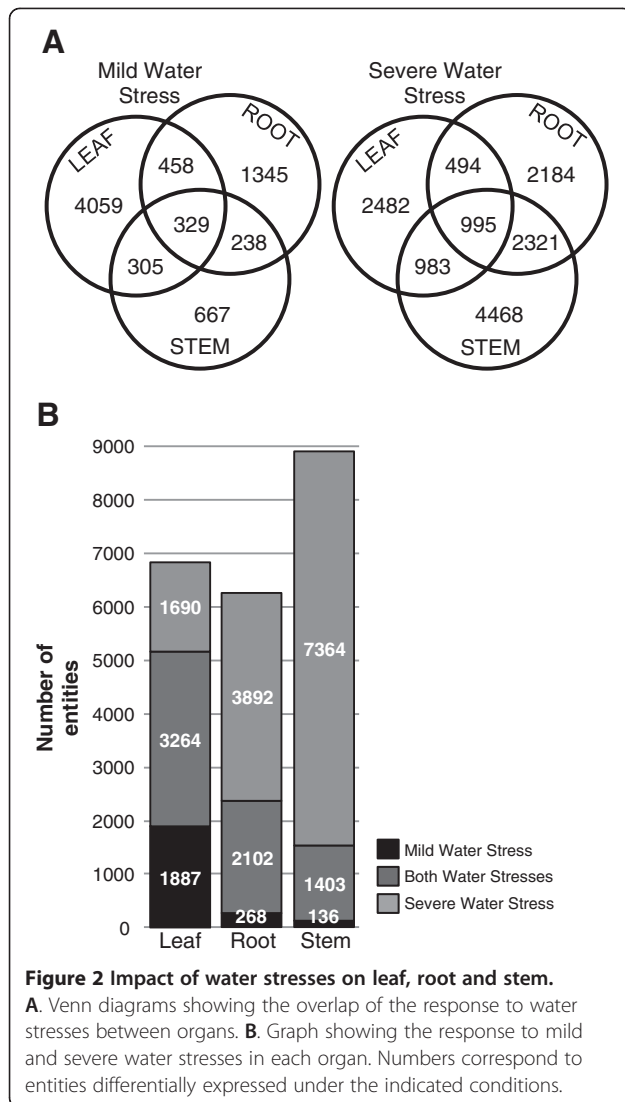 A
Mild Water
Stress
Severe Water
Stress
LEAF
ROOT
458
1345
4059
329
238
305
667
STEM
LEAF
ROOT
494
2184
2482
995
2321
983
4468
STEM
B
Number of
entities
9000
8000
7000
6000
5000
4000
3000
2000
1000
0
1690
3264
1887
3892
2102
268
7364
1403
136
Leaf Root Stem
Mild Water Stress
Both Water Stresses
Severe Water Stress
Figure 2 Impact of water stresses on leaf, root and stem.
A. Venn diagrams showing the overlap of the response to water
stresses between organs. B. Graph showing the response to mild
and severe water stresses in each organ. Numbers correspond to
entities differentially expressed under the indicated conditions.